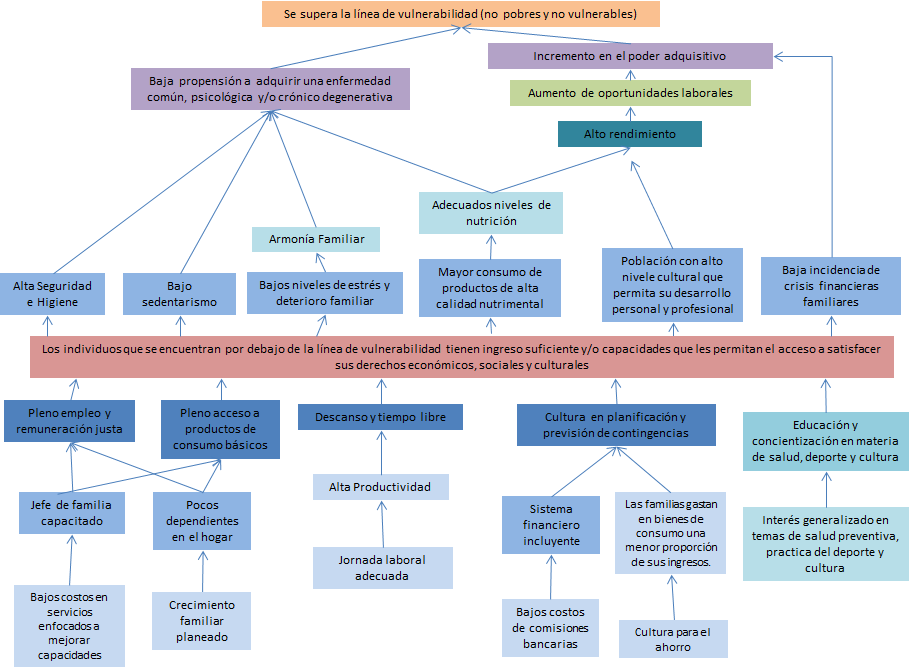 Se supera la línea de vulnerabilidad (no pobres y no vulnerables)
Incremento en el poder adquisitivo
Baja propensión a adquirir una enfermedad
común, psicológica y/o crónico degenerativa
Aumento de oportunidades laborales
Alto rendimiento
Adecuados niveles de
nutrición
Armonía Familiar
Alta Seguridad
e Higiene
Bajo
sedentarismo
Bajos niveles de estrés y
deterioro familiar
Mayor consumo de
productos de alta
calidad nutrimental
Población con alto
nivele cultural que
permita su desarrollo
personal y profesional
Baja incidencia de
crisis financieras
familiares
Los individuos que se encuentran por debajo de la línea de vulnerabilidad tienen ingreso suficiente y/o capacidades que les permitan el acceso a satisfacer
sus derechos económicos, sociales y culturales
Pleno empleo y
remuneración justa
Pleno acceso a
productos de
consumo básicos
Descanso y tiempo libre
Cultura en planificación y
previsión de contingencias
Educación y
concientización en materia
de salud, deporte y cultura
Jefe de familia
capacitado
Pocos
dependientes
en el hogar
Alta Productividad
Sistema
financiero
incluyente
Las familias gastan
en bienes de
consumo una
menor proporción
de sus ingresos.
Interés generalizado en
temas de salud preventiva,
practica del deporte y
cultura
Jornada laboral
adecuada
Bajos costos en
servicios
enfocados a
mejorar
capacidades
Crecimiento
familiar
planeado
Bajos costos
de comisiones
bancarias
Cultura para el
ahorro